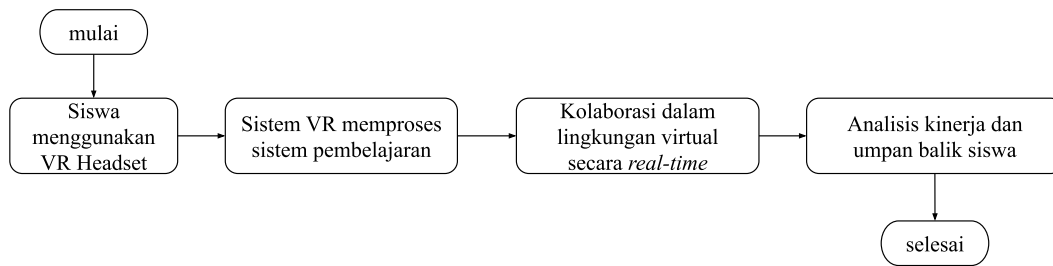 mulai
Siswa
menggunakan
VR Headset
Sistem VR memproses
sistem pembelajaran
Kolaborasi dalam
lingkungan virtual
secara real-time
Analisis kinerja dan
umpan balik siswa
selesai